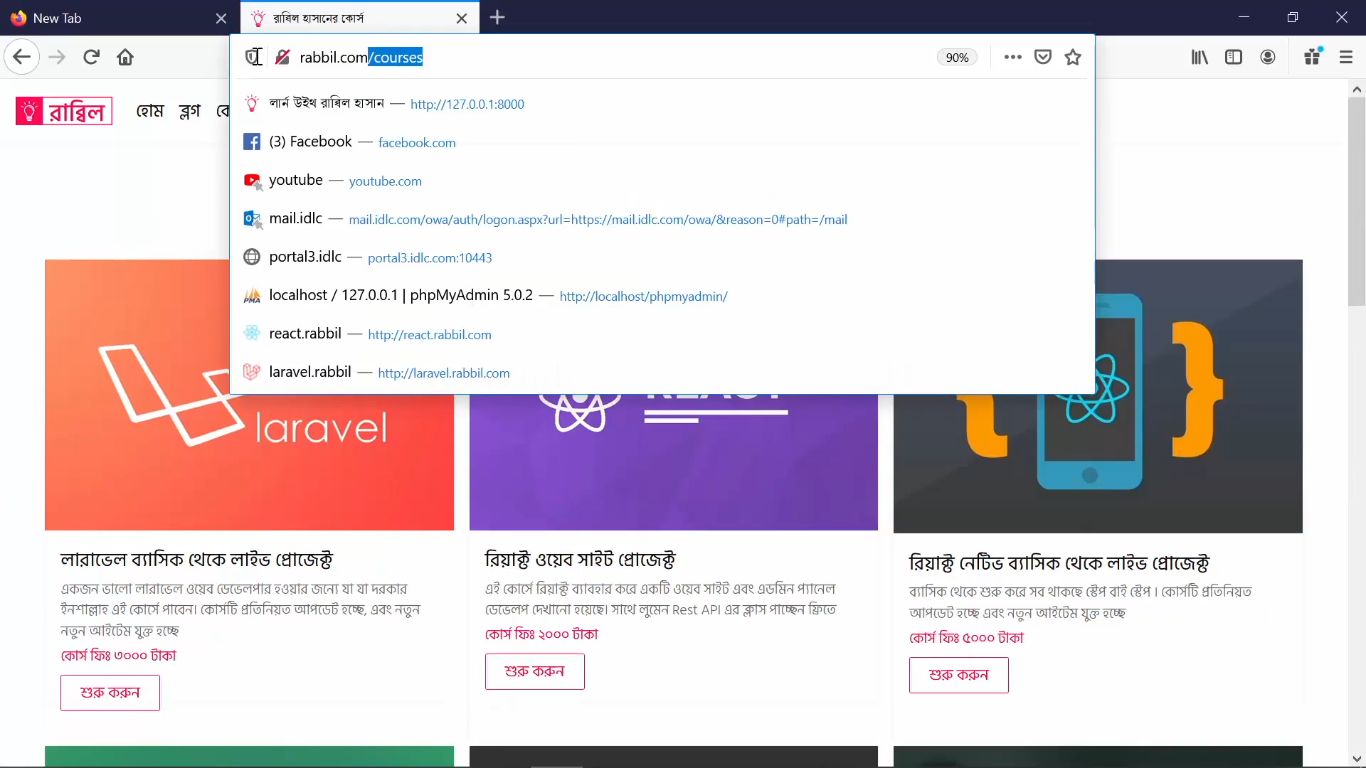 New Tab
রাব্বিল হাসানের কোর্স
rabbil.com/courses
90%
রাব্বিল
হোম ব্লগ
লার্ন উইথ রাব্বিল হাসান — http://127.0.0.1:8000
(3) Facebook — facebook.com
youtube — youtube.com
mail.idlc — mail.idlc.com/owa/auth/logon.aspx?url=https://mail.idlc.com/owa/&reason=0#path=/mail
portal3.idlc — portal3.idlc.com:10443
localhost / 127.0.0.1 | phpMyAdmin 5.0.2 — http://localhost/phpmyadmin/
react.rabbil — http://react.rabbil.com
laravel.rabbil — http://laravel.rabbil.com
laravel
লারাভেল ব্যাসিক থেকে লাইভ প্রোজেক্ট
একজন ভালো লারাভেল ওয়েব ডেভেলপার হওয়ার জন্যে যা যা দরকার
ইনশাল্লাহ এই কোর্সে পাবেন। কোর্সটি প্রতিনিয়ত আপডেট হচ্ছে, এবং নতুন
নতুন আইটেম যুক্ত হচ্ছে
কোর্স ফিঃ ৩০০০ টাকা
শুরু করুন
রিয়াক্ট ওয়েব সাইট প্রোজেক্ট
এই কোর্সে রিয়াক্ট ব্যাবহার করে একটি ওয়েব সাইট এবং এডমিন প্যানেল
ডেভেলপ দেখানো হয়েছে। সাথে লুমেন Rest API এর ক্লাস পাচ্ছেন ফ্রিতে
কোর্স ফিঃ ২০০০ টাকা
শুরু করুন
রিয়াক্ট নেটিভ ব্যাসিক থেকে লাইভ প্রোজেক্ট
ব্যাসিক থেকে শুরু করে সব থাকছে স্টেপ বাই স্টেপ । কোর্সটি প্রতিনিয়ত
আপডেট হচ্ছে এবং নতুন আইটেম যুক্ত হচ্ছে
কোর্স ফিঃ ৫০০০ টাকা
শুরু করুন